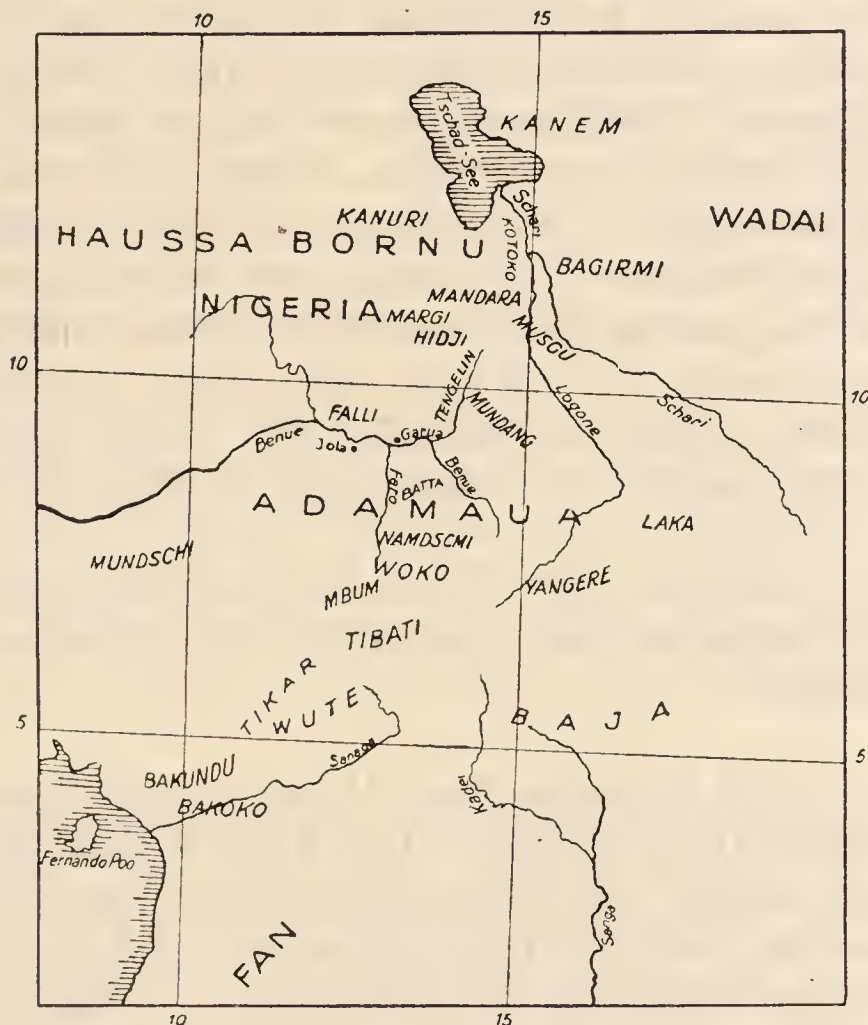 10 15
Tschad-See
KANEM
Schari
KANURI
KOTOKO
WADAI
HAUSSA BORNU
BAGIRMI
MANDARA
NIGERIA
MARGI
MUSGU
HIDJI
10
TENGELIN
10
Logone
Schari
MUNDANG
FALLI
Garua
Benue
Jola
Benue
Faro
BATTA
ADAMAUA
LAKA
NAMDSCMI
MUNDSCHI
WOKO
YANGERE
MBUM
TIBATI
TIKAR
WUTE
BAJA
5
5
Sanaga
BAKUNDU
Kadei
BAKOKO
Fernando Poo
Sanga
FAN
10 15